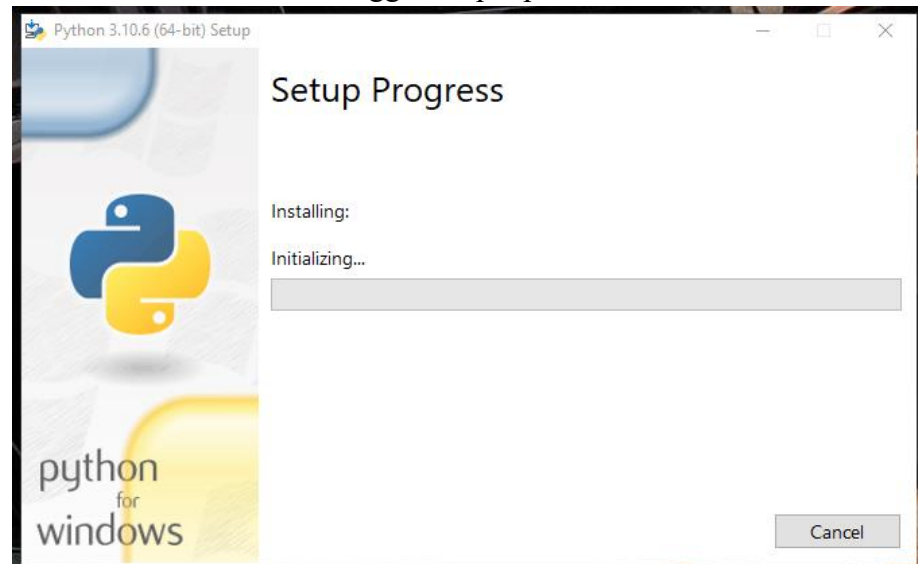 Python 3.10.6 (64-bit) Setup
Setup Progress
Installing:
Initializing...
python
for
windows
Cancel